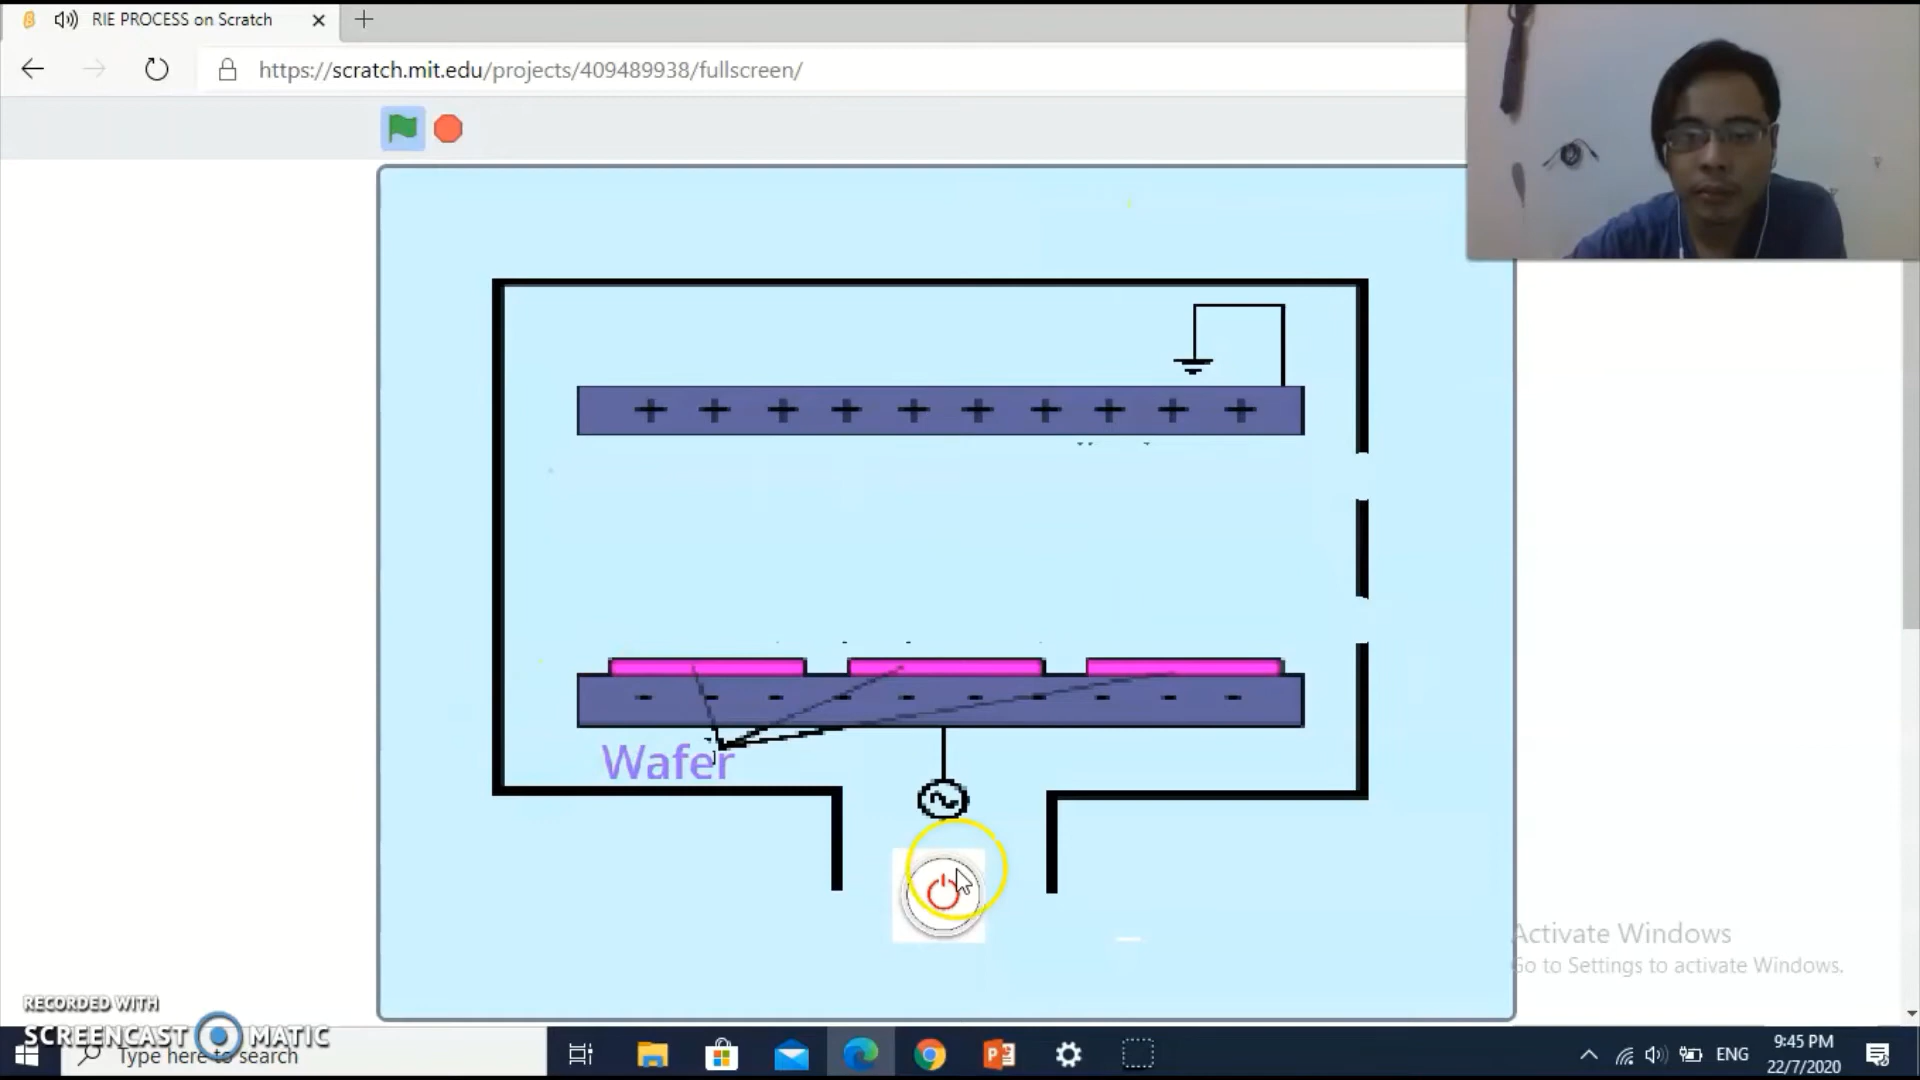 RIE PROCESS on Scratch
https://scratch.mit.edu/projects/409489938/fullscreen/
+ + + + + + + + + +
- - - - - - - - - -
Wafer
Activate Windows
Go to Settings to activate Windows.
RECORDED WITH
SCREENCAST MATIC
Type here to search
ENG
9:45 PM
22/7/2020